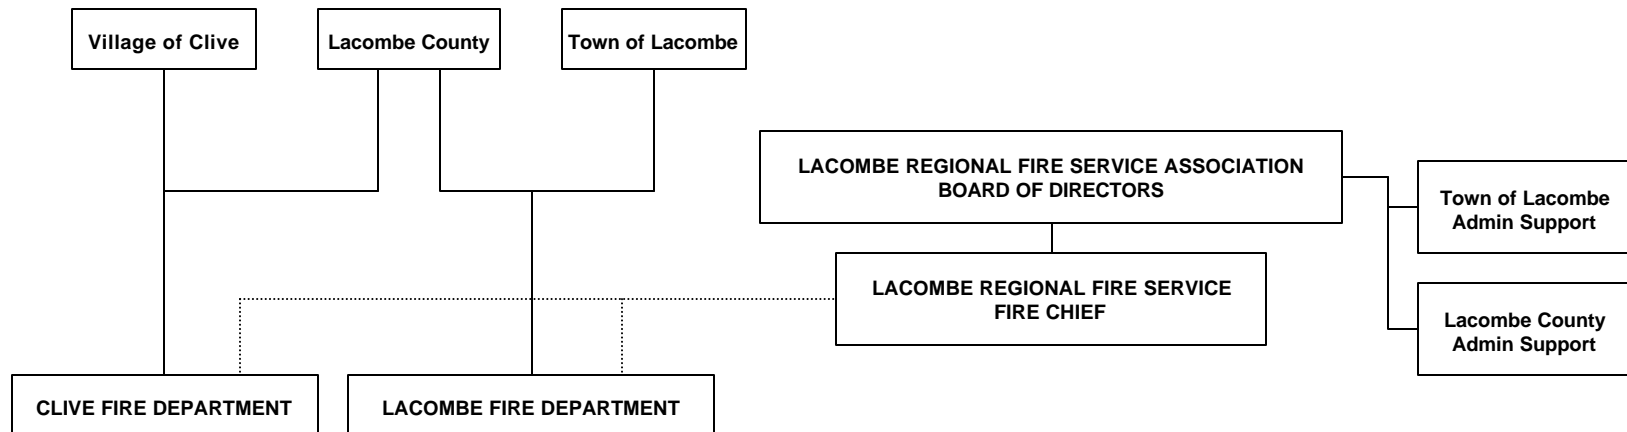 Village of Clive
Lacombe County
Town of Lacombe
LACOMBE REGIONAL FIRE SERVICE ASSOCIATION
BOARD OF DIRECTORS
Town of Lacombe
Admin Support
LACOMBE REGIONAL FIRE SERVICE
FIRE CHIEF
Lacombe County
Admin Support
CLIVE FIRE DEPARTMENT
LACOMBE FIRE DEPARTMENT